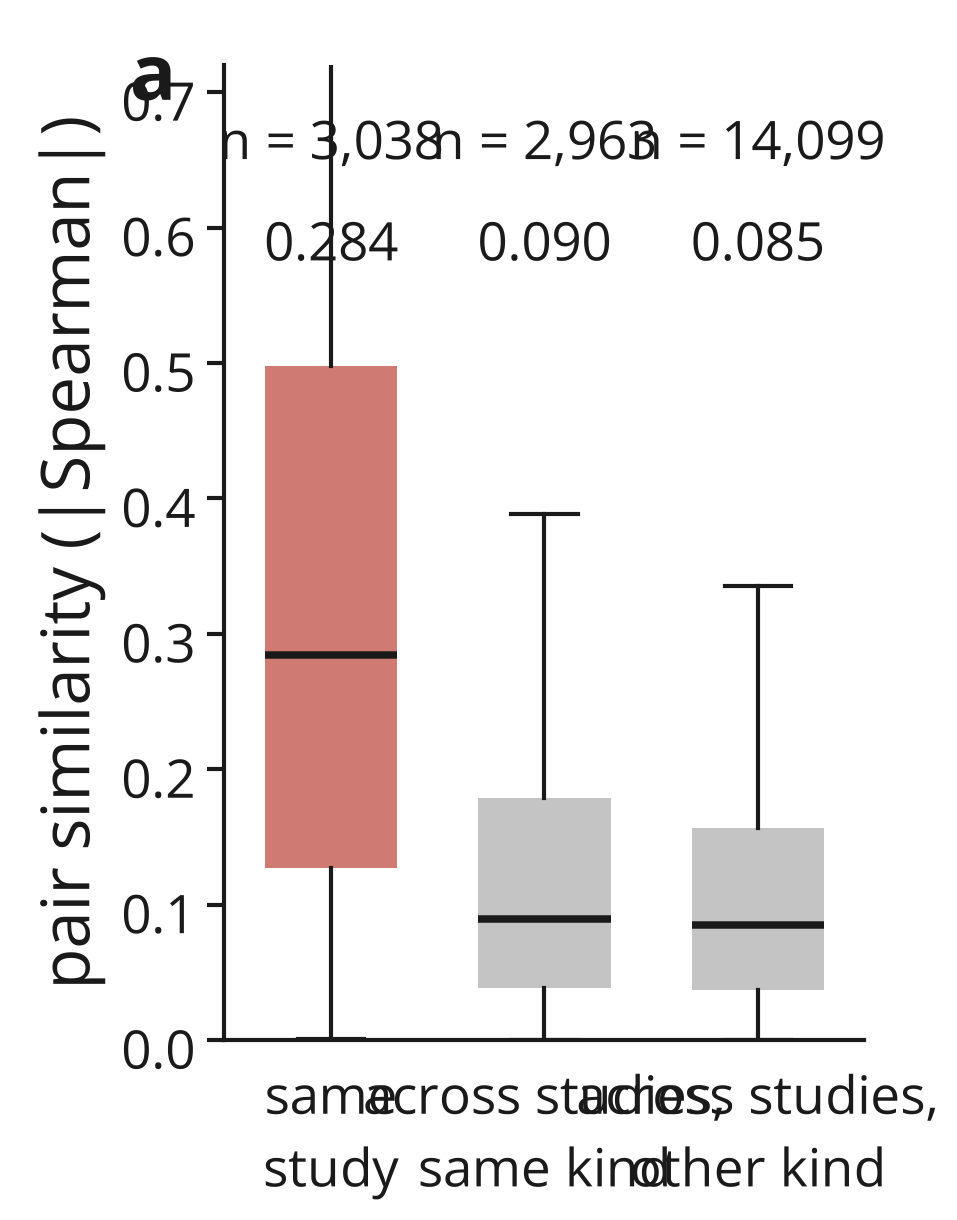 a
pair similarity (|Spearman|)
0.7
0.6
0.5
0.4
0.3
0.2
0.1
0.0
n = 3,038
n = 2,963
n = 14,099
0.284
0.090
0.085
same
study
across studies,
same kind
across studies,
other kind